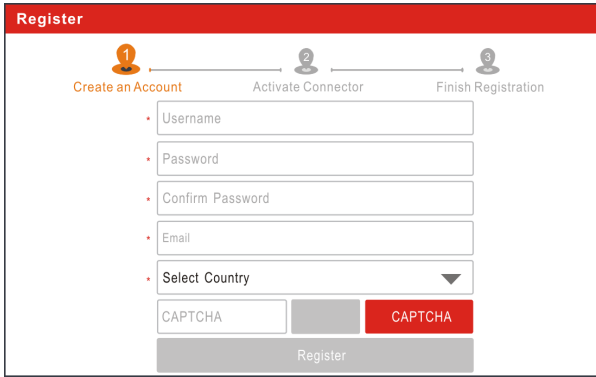 Register
1 2 3
Create an Account Activate Connector Finish Registration
* Username
* Password
* Confirm Password
* Email
* Select Country
CAPTCHA CAPTCHA
Register